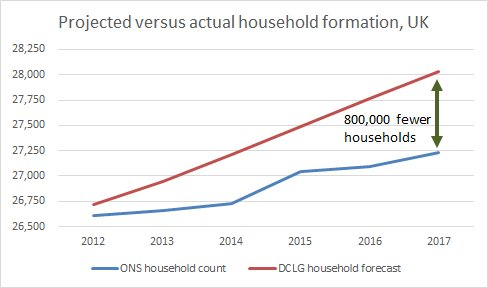 Projected versus actual household formation, UK
28,250
28,000
27,750
27,500
27,250
27,000
26,750
26,500
800,000 fewer
households
2012 2013 2014 2015 2016 2017
ONS household count DCLG household forecast